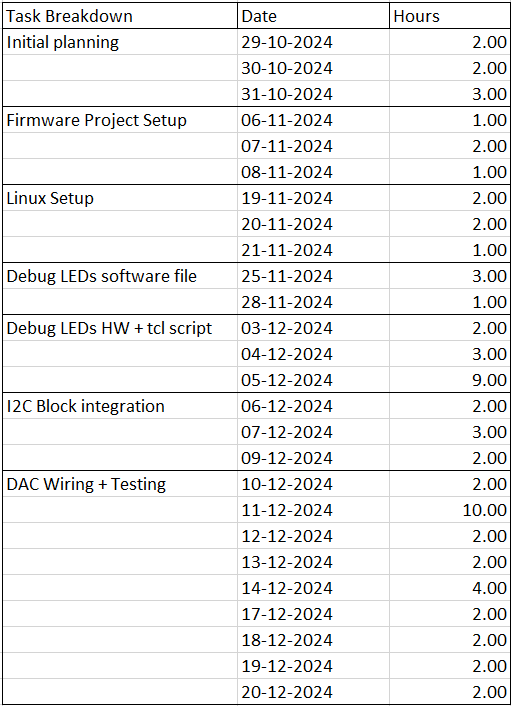 Task Breakdown Date Hours
Initial planning 29-10-2024 2.00
30-10-2024 2.00
31-10-2024 3.00
Firmware Project Setup 06-11-2024 1.00
07-11-2024 2.00
08-11-2024 1.00
Linux Setup 19-11-2024 2.00
20-11-2024 2.00
21-11-2024 1.00
Debug LEDs software file 25-11-2024 3.00
28-11-2024 1.00
Debug LEDs HW + tcl script 03-12-2024 2.00
04-12-2024 3.00
05-12-2024 9.00
I2C Block integration 06-12-2024 2.00
07-12-2024 3.00
09-12-2024 2.00
DAC Wiring + Testing 10-12-2024 2.00
11-12-2024 10.00
12-12-2024 2.00
13-12-2024 2.00
14-12-2024 4.00
17-12-2024 2.00
18-12-2024 2.00
19-12-2024 2.00
20-12-2024 2.00